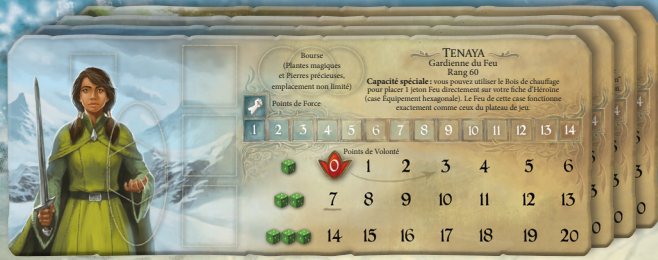 Bourse
(Plantes magiques
et Pierres précieuses,
emplacement non limité)
TENAYA
Gardienne du Feu
Rang 60
Capacité spéciale : vous pouvez utiliser le Bois de chauffage
pour placer 1 jeton Feu directement sur votre fiche d'Héroïne
(case Équipement hexagonale). Le Feu de cette case fonctionne
exactement comme ceux du plateau de jeu.
Points de Force
1 2 3 4 5 6 7 8 9 10 11 12 13 14
Points de Volonté
0 1 2 3 4 5 6
7 8 9 10 11 12 13
14 15 16 17 18 19 20